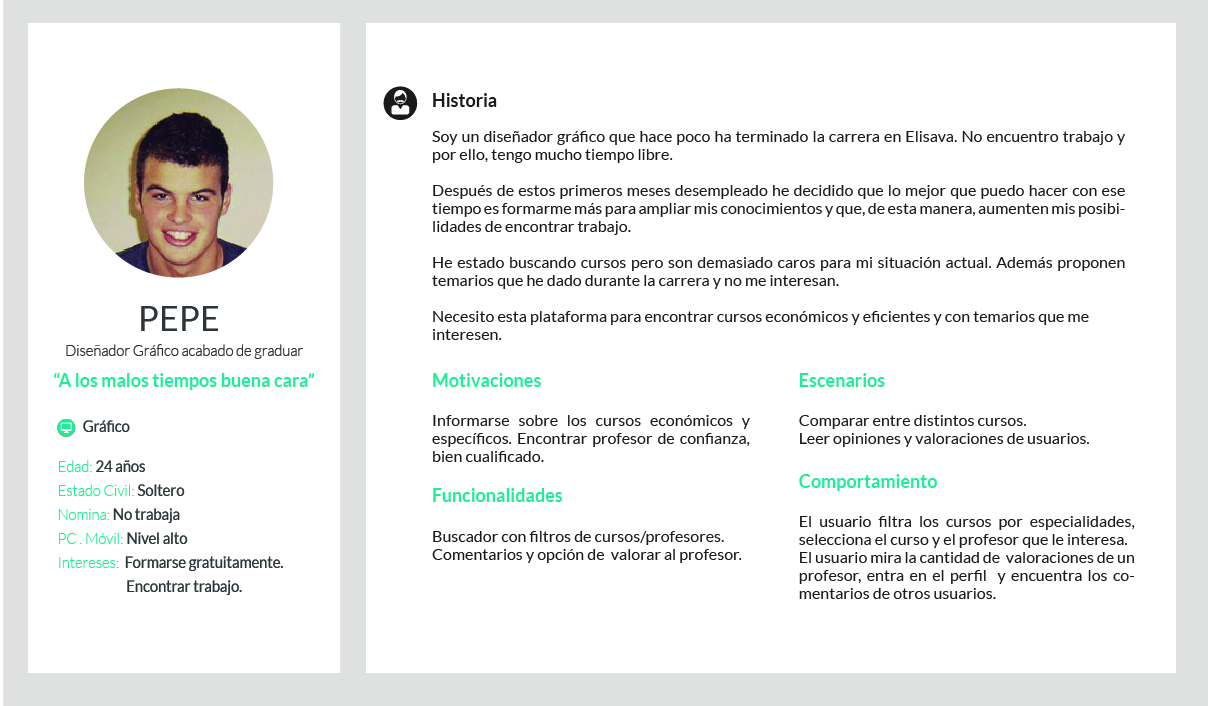 PEPE
Diseñador Gráfico acabado de graduar
“A los malos tiempos buena cara”
Gráfico
Edad: 24 años
Estado Civil: Soltero
Nomina: No trabaja
PC . Móvil: Nivel alto
Intereses: Formarse gratuitamente.
Encontrar trabajo.
Historia
Soy un diseñador gráfico que hace poco ha terminado la carrera en Elisava. No encuentro trabajo y
por ello, tengo mucho tiempo libre.
Después de estos primeros meses desempleado he decidido que lo mejor que puedo hacer con ese
tiempo es formarme más para ampliar mis conocimientos y que, de esta manera, aumenten mis posibi-
lidades de encontrar trabajo.
He estado buscando cursos pero son demasiado caros para mi situación actual. Además proponen
temarios que he dado durante la carrera y no me interesan.
Necesito esta plataforma para encontrar cursos económicos y eficientes y con temarios que me
interesen.
Motivaciones
Informarse sobre los cursos económicos y
específicos. Encontrar profesor de confianza,
bien cualificado.
Funcionalidades
Buscador con filtros de cursos/profesores.
Comentarios y opción de valorar al profesor.
Escenarios
Comparar entre distintos cursos.
Leer opiniones y valoraciones de usuarios.
Comportamiento
El usuario filtra los cursos por especialidades,
selecciona el curso y el profesor que le interesa.
El usuario mira la cantidad de valoraciones de un
profesor, entra en el perfil y encuentra los co-
mentarios de otros usuarios.